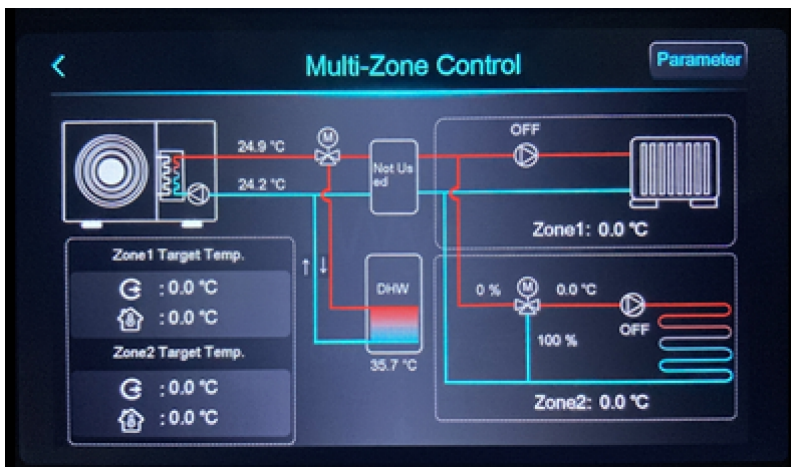 Multi-Zone Control
Parameter
24.9 °C
M
Not Us
ed
OFF
24.2 °C
Zone1: 0.0 °C
Zone1 Target Temp.
: 0.0 °C
: 0.0 °C
↑ ↓
DHW
0 %
M
0.0 °C
OFF
100 %
Zone2 Target Temp.
35.7 °C
: 0.0 °C
: 0.0 °C
Zone2: 0.0 °C